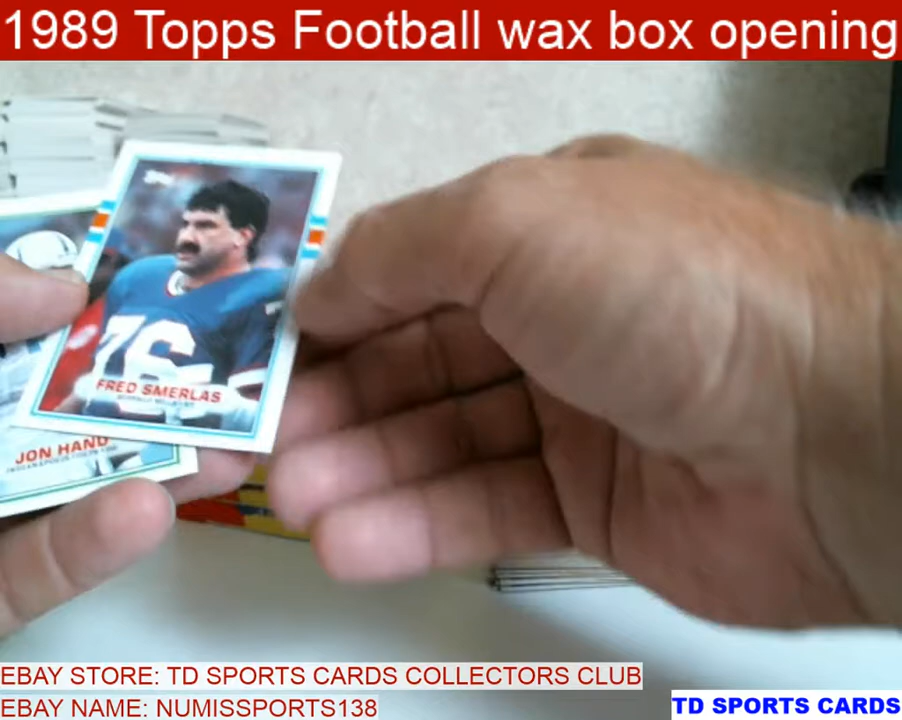 1989 Topps Football wax box opening
FRED SMERLAS
JON HAND
EBAY STORE: TD SPORTS CARDS COLLECTORS CLUB
EBAY NAME: NUMISSPORTS138
TD SPORTS CARDS